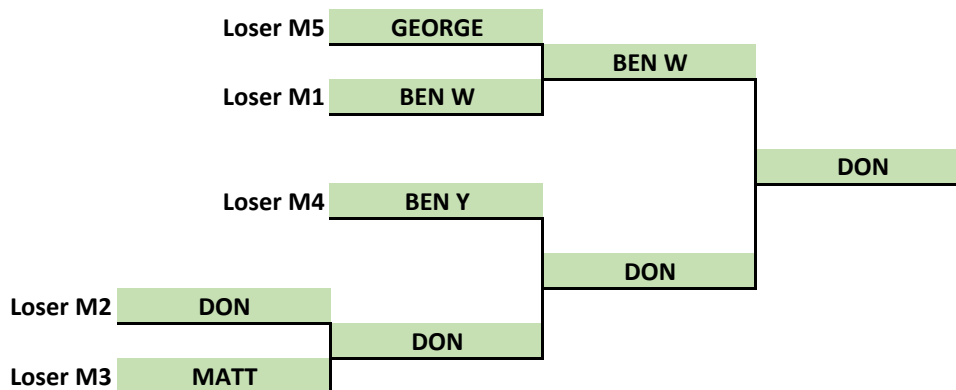 Loser M5 GEORGE
BEN W
Loser M1 BEN W
DON
Loser M4 BEN Y
DON
Loser M2 DON
DON
Loser M3 MATT